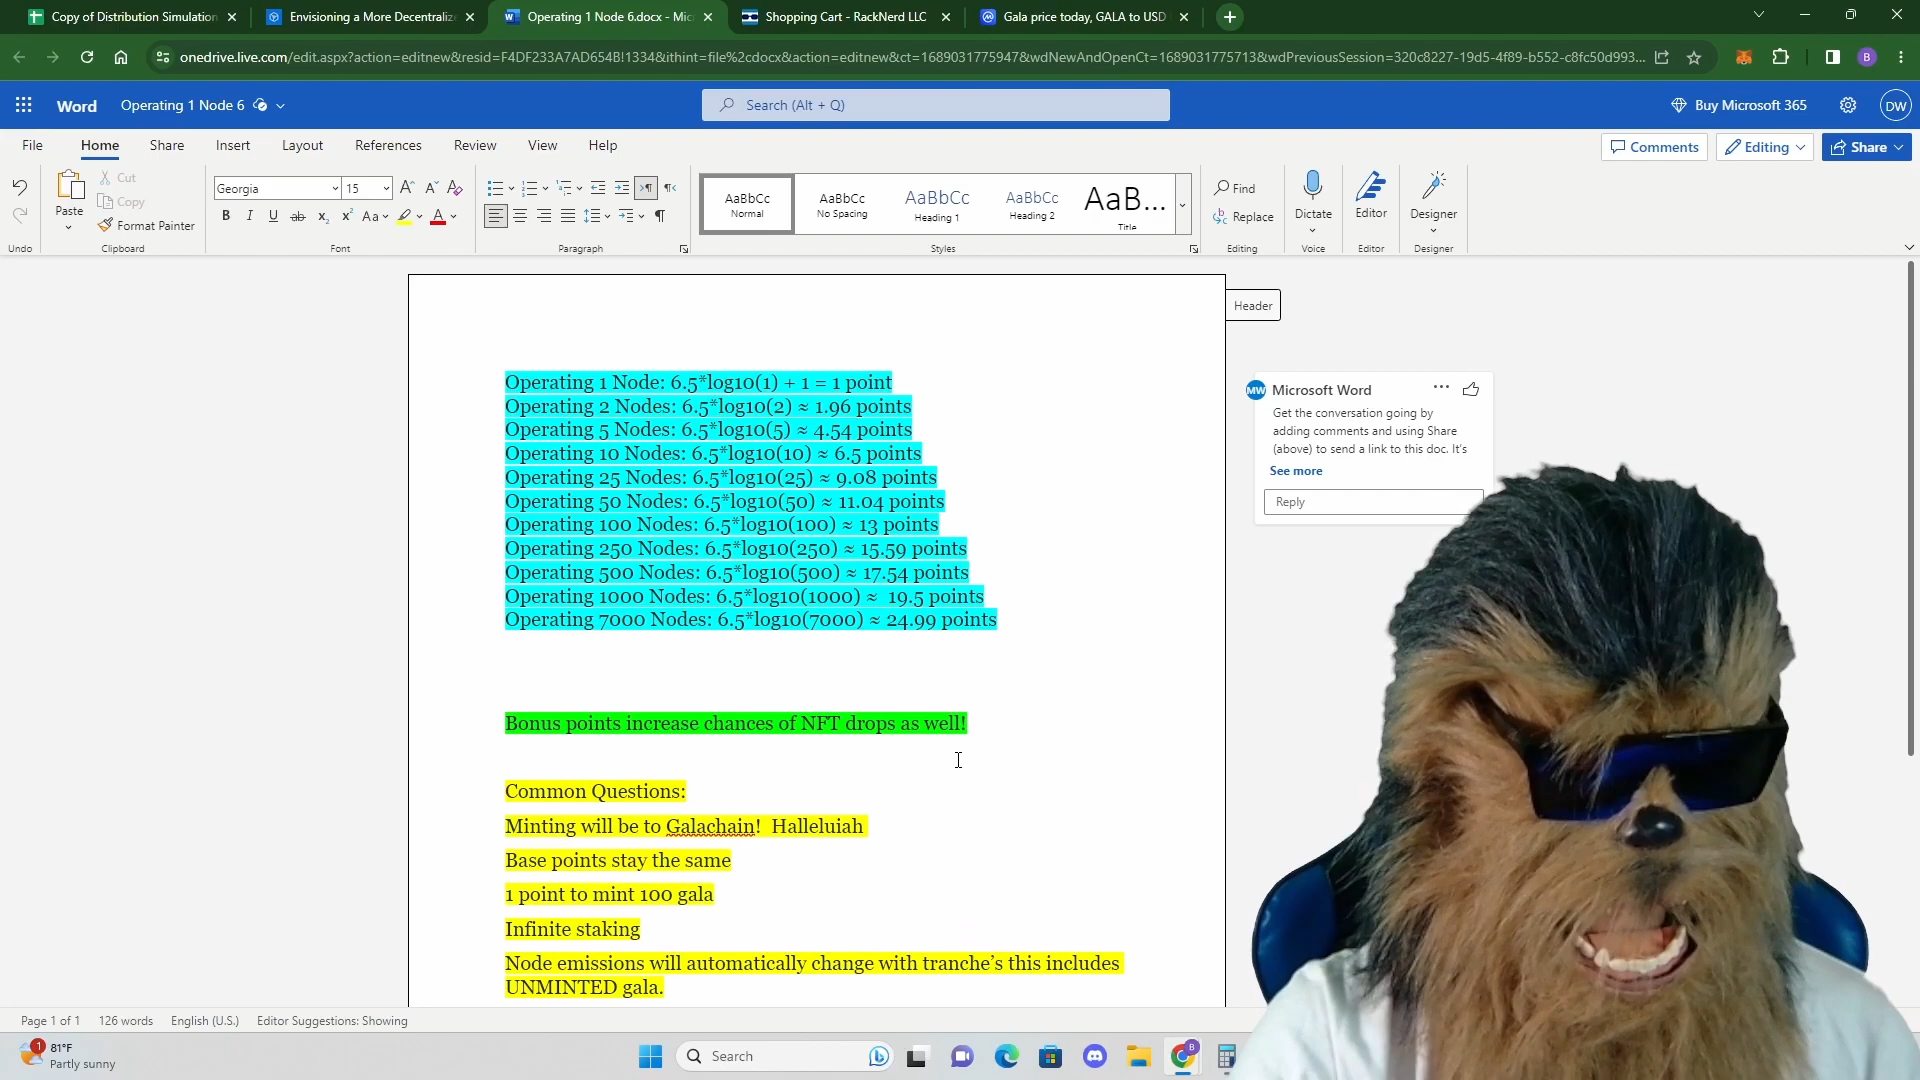 Copy of Distribution Simulation
Envisioning a More Decentralize
Operating 1 Node 6.docx - Mic
Shopping Cart - RackNerd LLC
Gala price today, GALA to USD
onedrive.live.com/edit.aspx?action=editnew&resid=F4DF233A7AD654B!1334&ithint=file%2cdocx&action=editnew&ct=1689031775947&wdNewAndOpenCt=1689031775713&wdPreviousSession=320c8227-19d5-4f89-b552-c8fc50d993...
B
Word
Operating 1 Node 6
Search (Alt + Q)
Buy Microsoft 365
DW
File
Home
Share
Insert
Layout
References
Review
View
Help
Comments
Editing
Share
Paste
Cut
Copy
Format Painter
Georgia
15
AaBbCc
Normal
AaBbCc
No Spacing
AaBbCc
Heading 1
AaBbCc
Heading 2
AaB...
Title
Find
Replace
Dictate
Editor
Designer
Undo
Clipboard
Font
Paragraph
Styles
Editing
Voice
Editor
Designer
Header
Operating 1 Node: 6.5*log10(1) + 1 = 1 point
Operating 2 Nodes: 6.5*log10(2) ≈ 1.96 points
Operating 5 Nodes: 6.5*log10(5) ≈ 4.54 points
Operating 10 Nodes: 6.5*log10(10) ≈ 6.5 points
Operating 25 Nodes: 6.5*log10(25) ≈ 9.08 points
Operating 50 Nodes: 6.5*log10(50) ≈ 11.04 points
Operating 100 Nodes: 6.5*log10(100) ≈ 13 points
Operating 250 Nodes: 6.5*log10(250) ≈ 15.59 points
Operating 500 Nodes: 6.5*log10(500) ≈ 17.54 points
Operating 1000 Nodes: 6.5*log10(1000) ≈ 19.5 points
Operating 7000 Nodes: 6.5*log10(7000) ≈ 24.99 points
MW
Microsoft Word
Get the conversation going by
adding comments and using Share
(above) to send a link to this doc. It's
See more
Reply
Bonus points increase chances of NFT drops as well!
Common Questions:
Minting will be to Galachain! Halleluiah
Base points stay the same
1 point to mint 100 gala
Infinite staking
Node emissions will automatically change with tranche's this includes
UNMINTED gala.
Page 1 of 1
126 words
English (U.S.)
Editor Suggestions: Showing
1
81°F
Partly sunny
Search
B